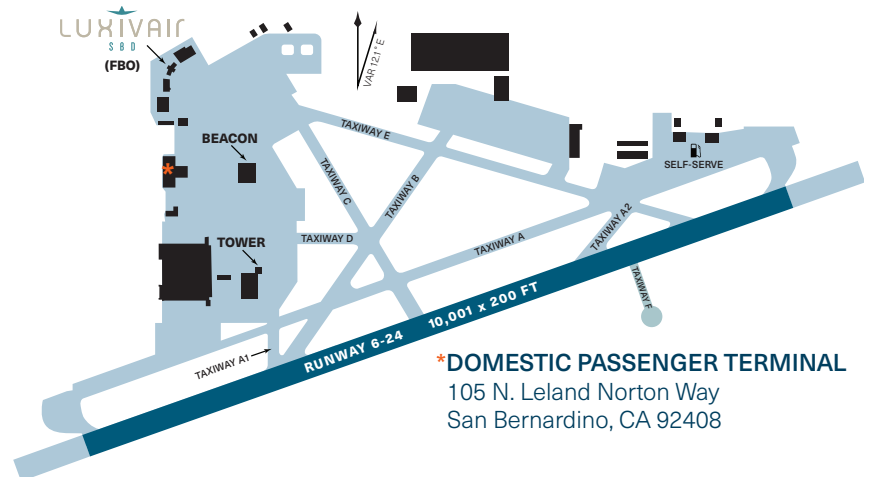 LUXIVAIR
SBD
(FBO)
VAR 12.1° E
TAXIWAY E
BEACON
TAXIWAY C
TAXIWAY B
SELF-SERVE
TAXIWAY D
TAXIWAY A
TAXIWAY A2
TOWER
TAXIWAY F
RUNWAY 6-24 10,001 x 200 FT
TAXIWAY A1
*DOMESTIC PASSENGER TERMINAL
105 N. Leland Norton Way
San Bernardino, CA 92408